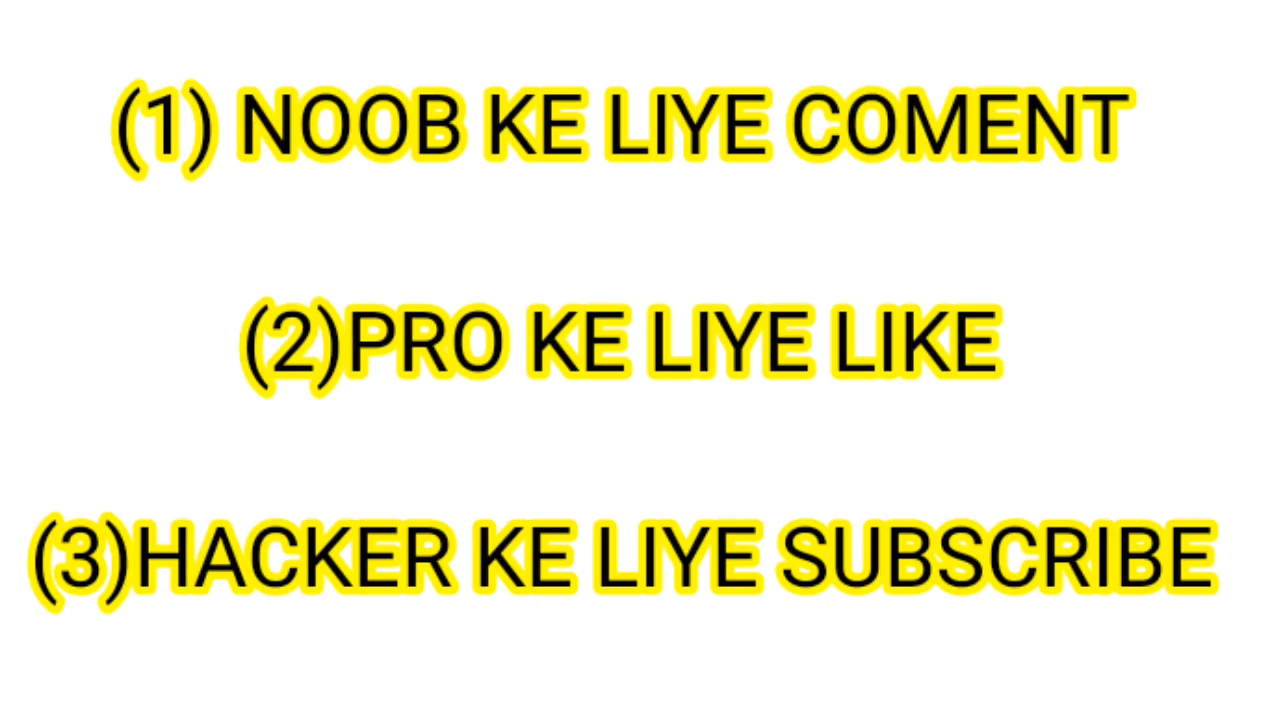 (1) NOOB KE LIYE COMENT
(2)PRO KE LIYE LIKE
(3)HACKER KE LIYE SUBSCRIBE